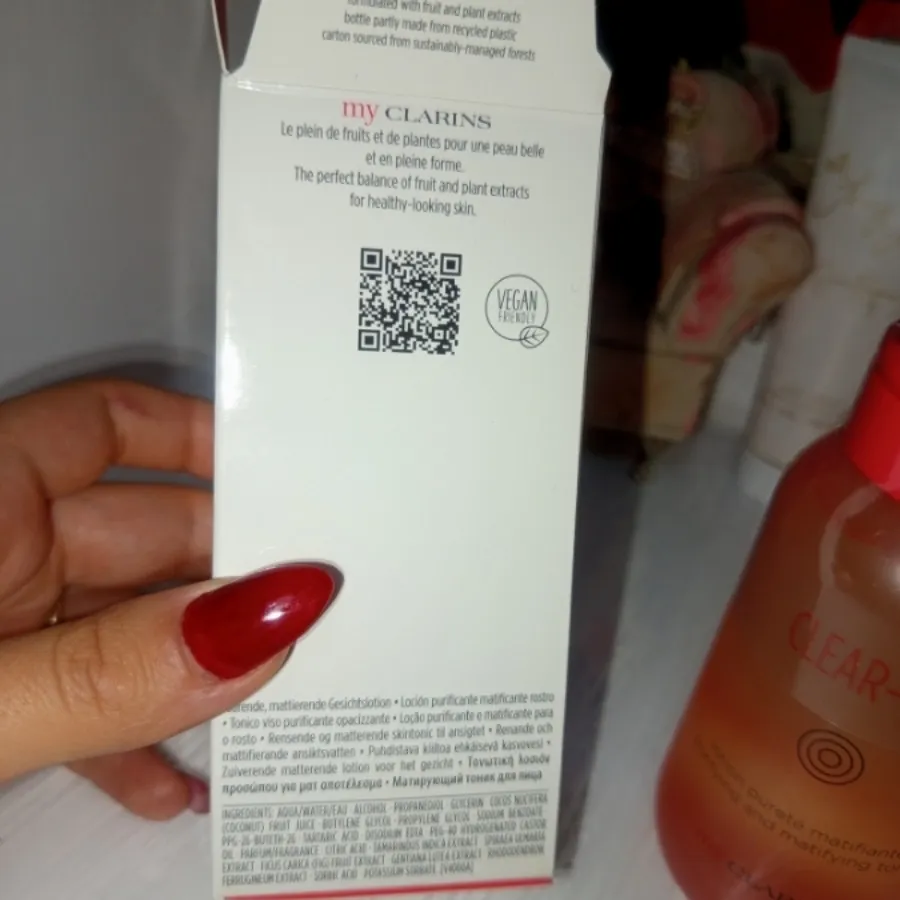 formulated with fruit and plant extracts
bottle partly made from recycled plastic
carton sourced from sustainably-managed forests
my CLARINS
Le plein de fruits et de plantes pour une peau belle
et en pleine forme.
The perfect balance of fruit and plant extracts
for healthy-looking skin.
VEGAN
FRIENDLY
mattierende Gesichtslotion • Loción purificante matificante rostro
• Tonico viso purificante opacizzante • Loção purificante e matificante para
o rosto • Rensende og matterende skintonic til ansigtet • Renande och
mattifierande ansiktsvatten • Puhdistava kiiltoa ehkäisevä kasvovesi •
Zuiverende matterende lotion voor het gezicht • Τονωτική λοσιόν
προσώπου για ματ αποτέλεσμα • Матирующий тоник для лица
INGREDIENTS: AQUA/WATER/EAU · ALCOHOL · PROPANEDIOL · GLYCERIN · COCOS NUCIFERA
(COCONUT) FRUIT JUICE · BUTYLENE GLYCOL · PROPYLENE GLYCOL · SODIUM BENZOATE ·
PPG-26-BUTETH-26 · TARTARIC ACID · DISODIUM EDTA · PEG-40 HYDROGENATED CASTOR
OIL · PARFUM/FRAGRANCE · CITRIC ACID · TAMARINDUS INDICA EXTRACT · SPIRAEA ULMARIA
EXTRACT · FICUS CARICA (FIG) FRUIT EXTRACT · GENTIANA LUTEA EXTRACT · RHODODENDRON
FERRUGINEUM EXTRACT · SORBIC ACID · POTASSIUM SORBATE
CLEAR-
pureté matifiante
and matifying
CLARINS